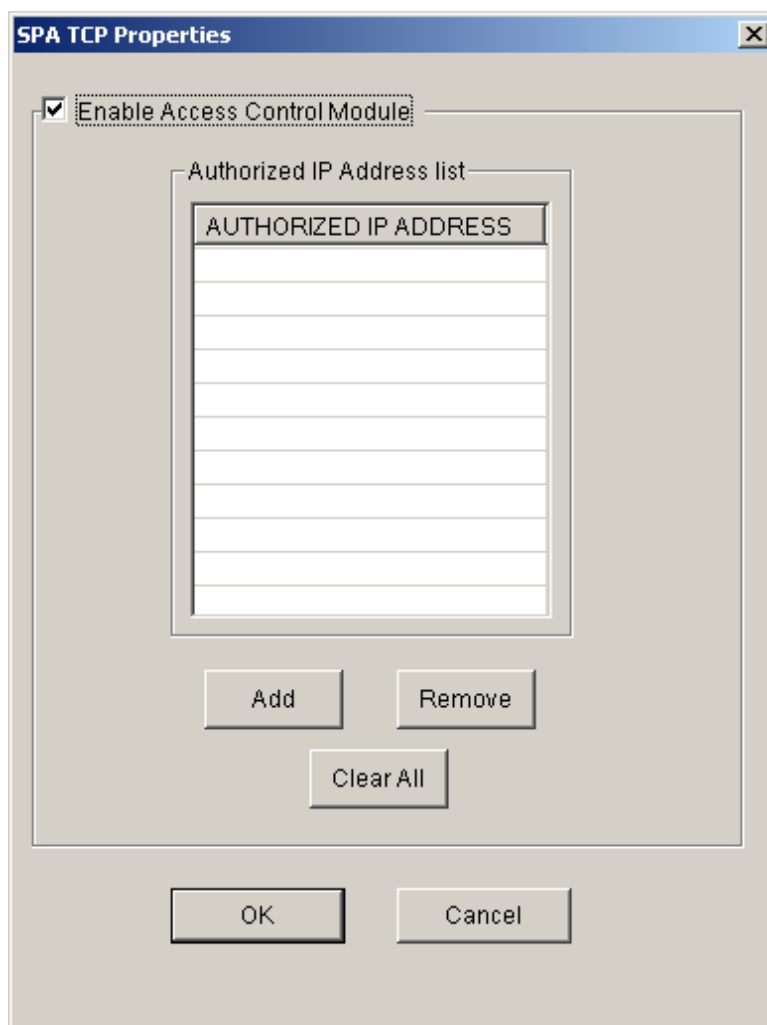 SPA TCP Properties
Enable Access Control Module
Authorized IP Address list
AUTHORIZED IP ADDRESS
Add Remove
Clear All
OK Cancel